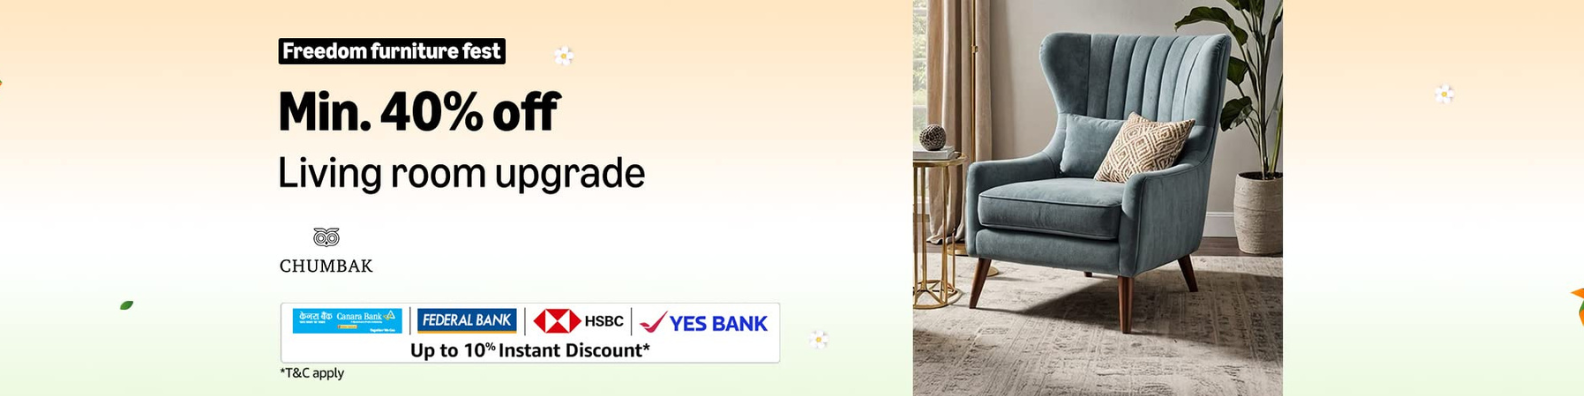 Freedom furniture fest
Min. 40% off
Living room upgrade
CHUMBAK
केनरा बैंक Canara Bank
FEDERAL BANK
HSBC
YES BANK
Up to 10% Instant Discount*
*T&C apply